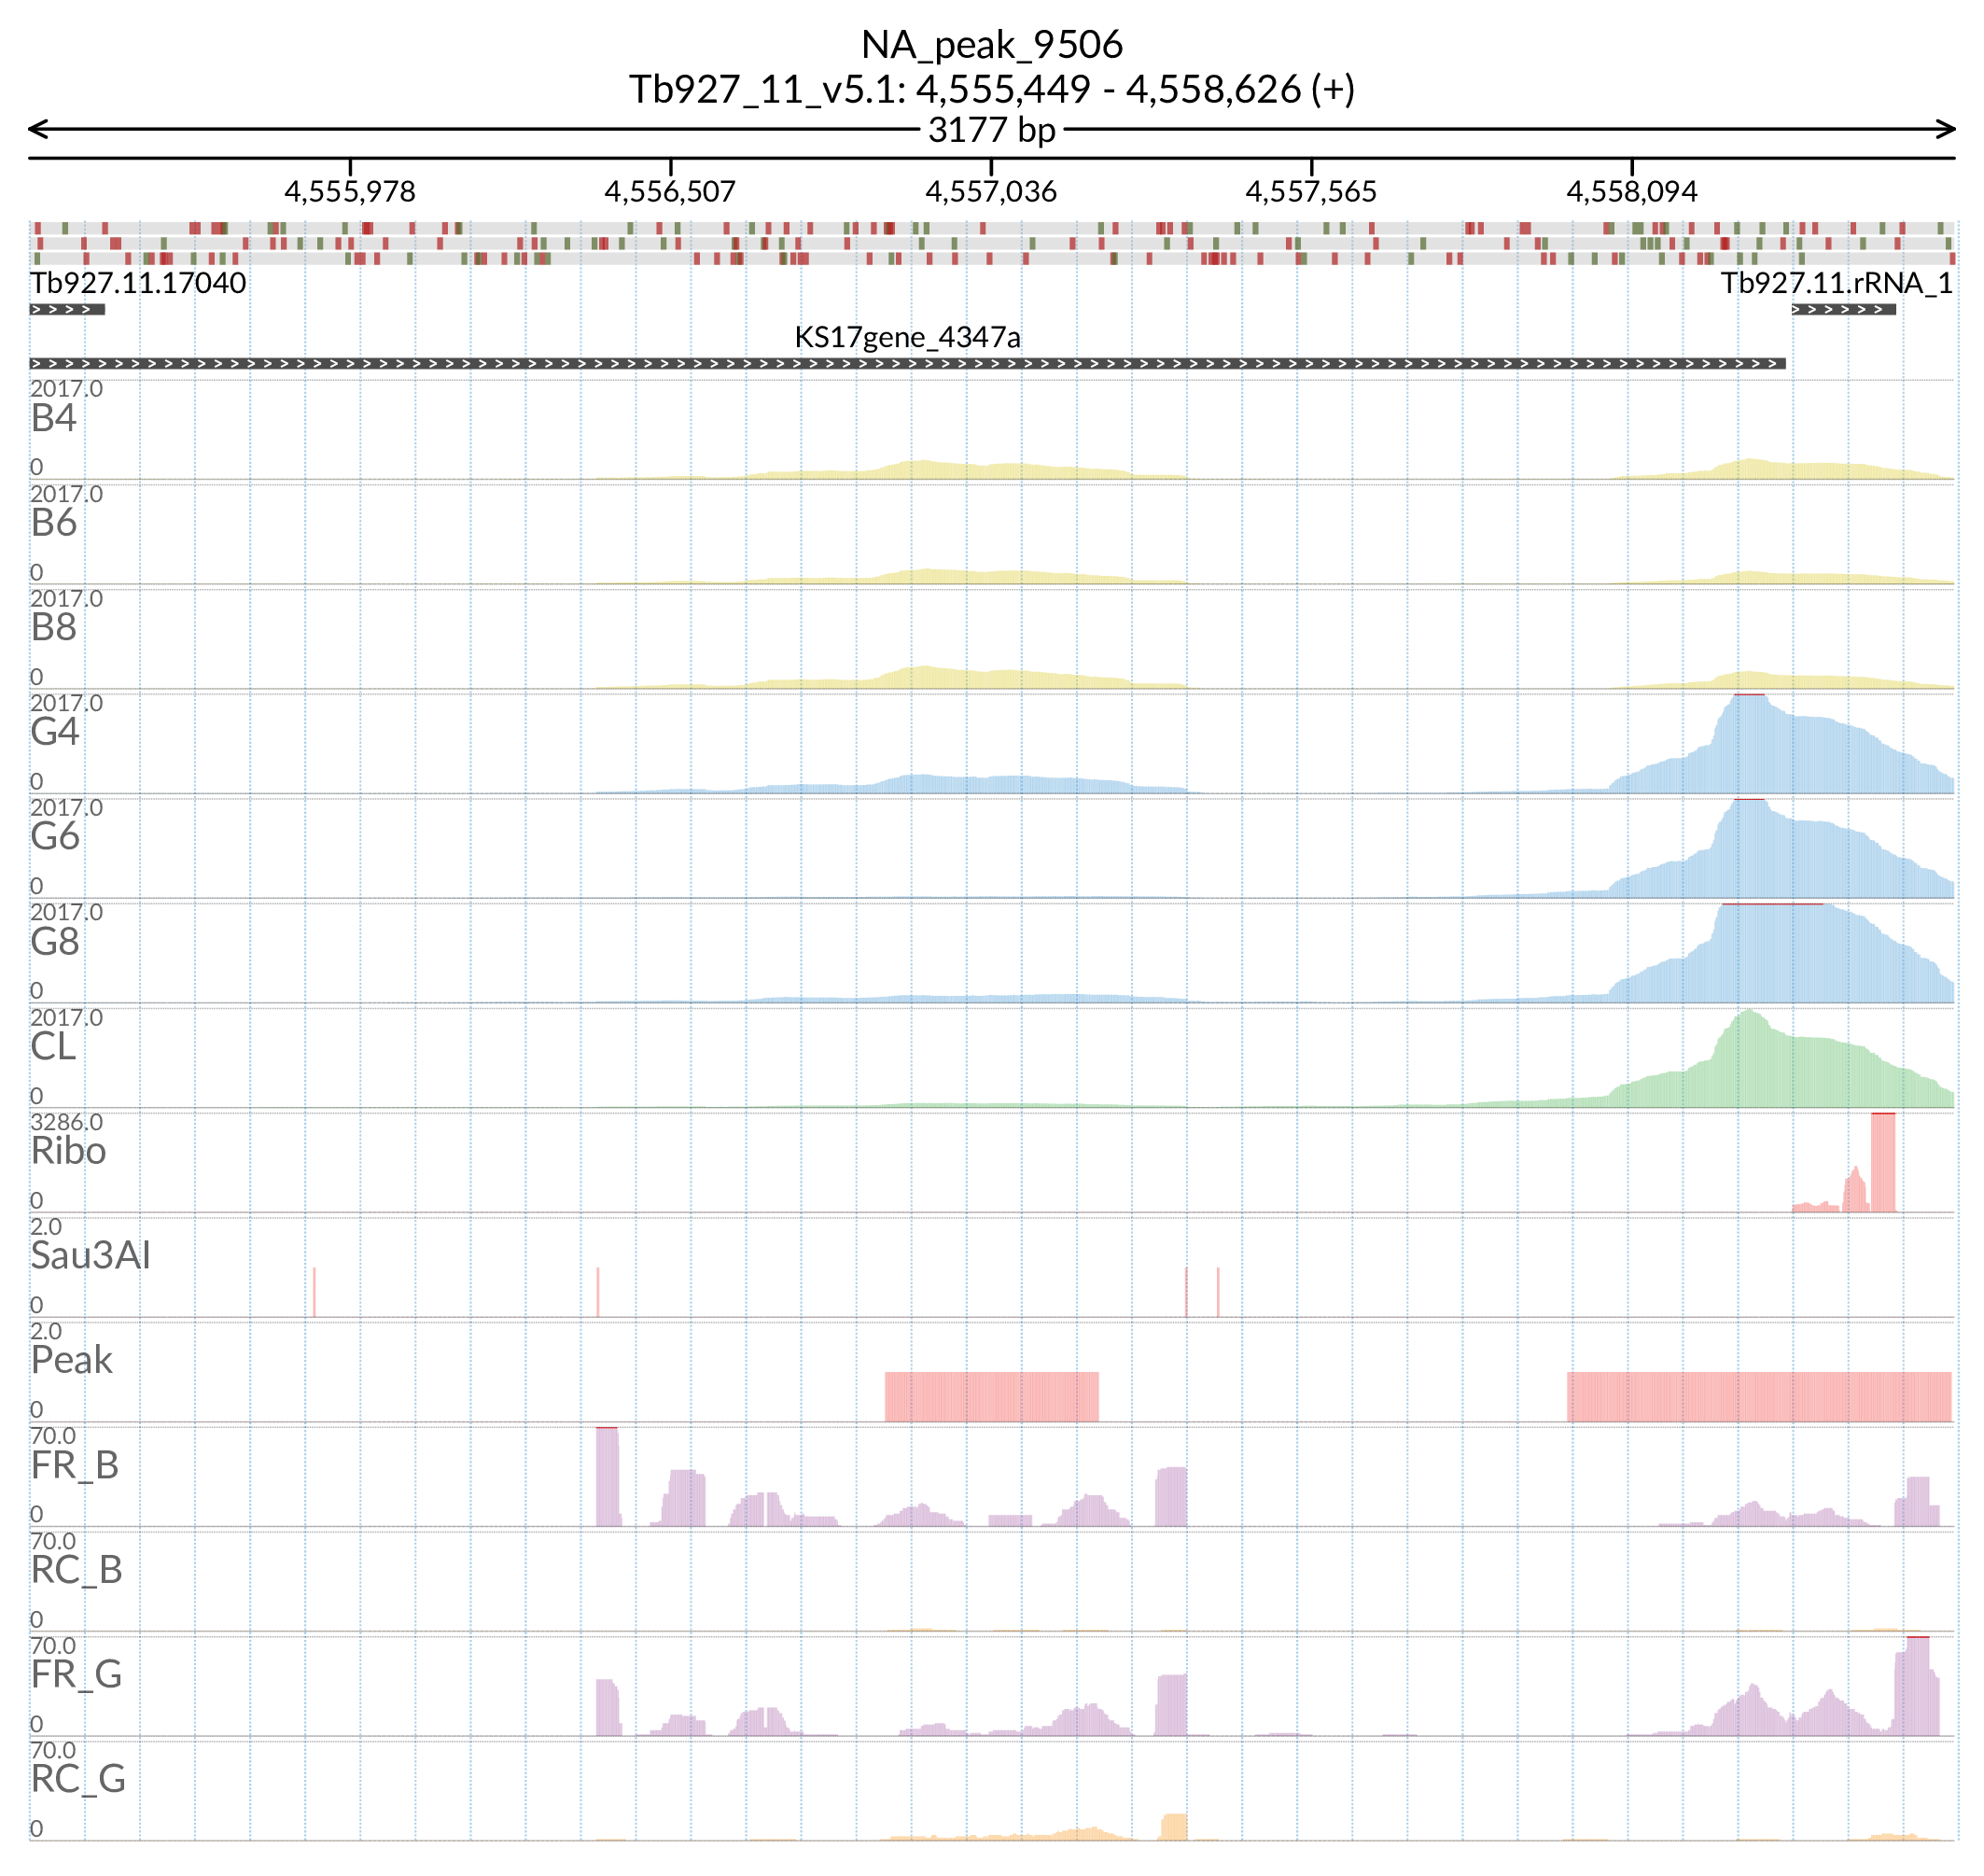 NA_peak_9506
Tb927_11_v5.1: 4,555,449 - 4,558,626 (+)
3177 bp
4,555,978 4,556,507 4,557,036 4,557,565 4,558,094
Tb927.11.17040 Tb927.11.rRNA_1
KS17gene_4347a
2017.0
B4
0
2017.0
B6
0
2017.0
B8
0
2017.0
G4
0
2017.0
G6
0
2017.0
G8
0
2017.0
CL
0
3286.0
Ribo
0
2.0
Sau3AI
0
2.0
Peak
0
70.0
FR_B
0
70.0
RC_B
0
70.0
FR_G
0
70.0
RC_G
0